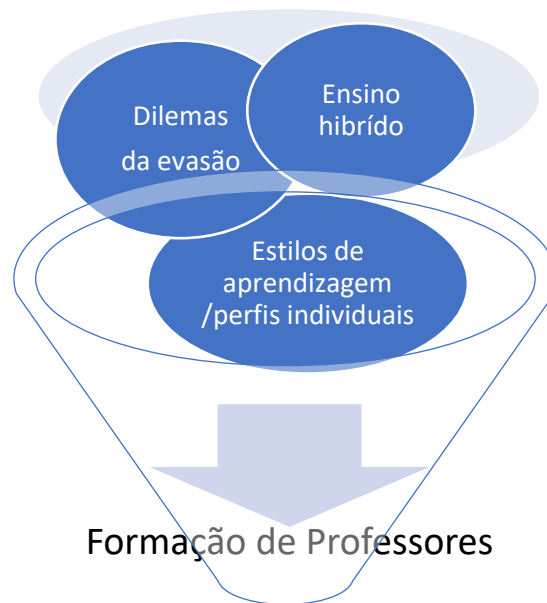 Dilemas
da evasão
Ensino
hibrído
Estilos de
aprendizagem
/perfis individuais
Formação de Professores